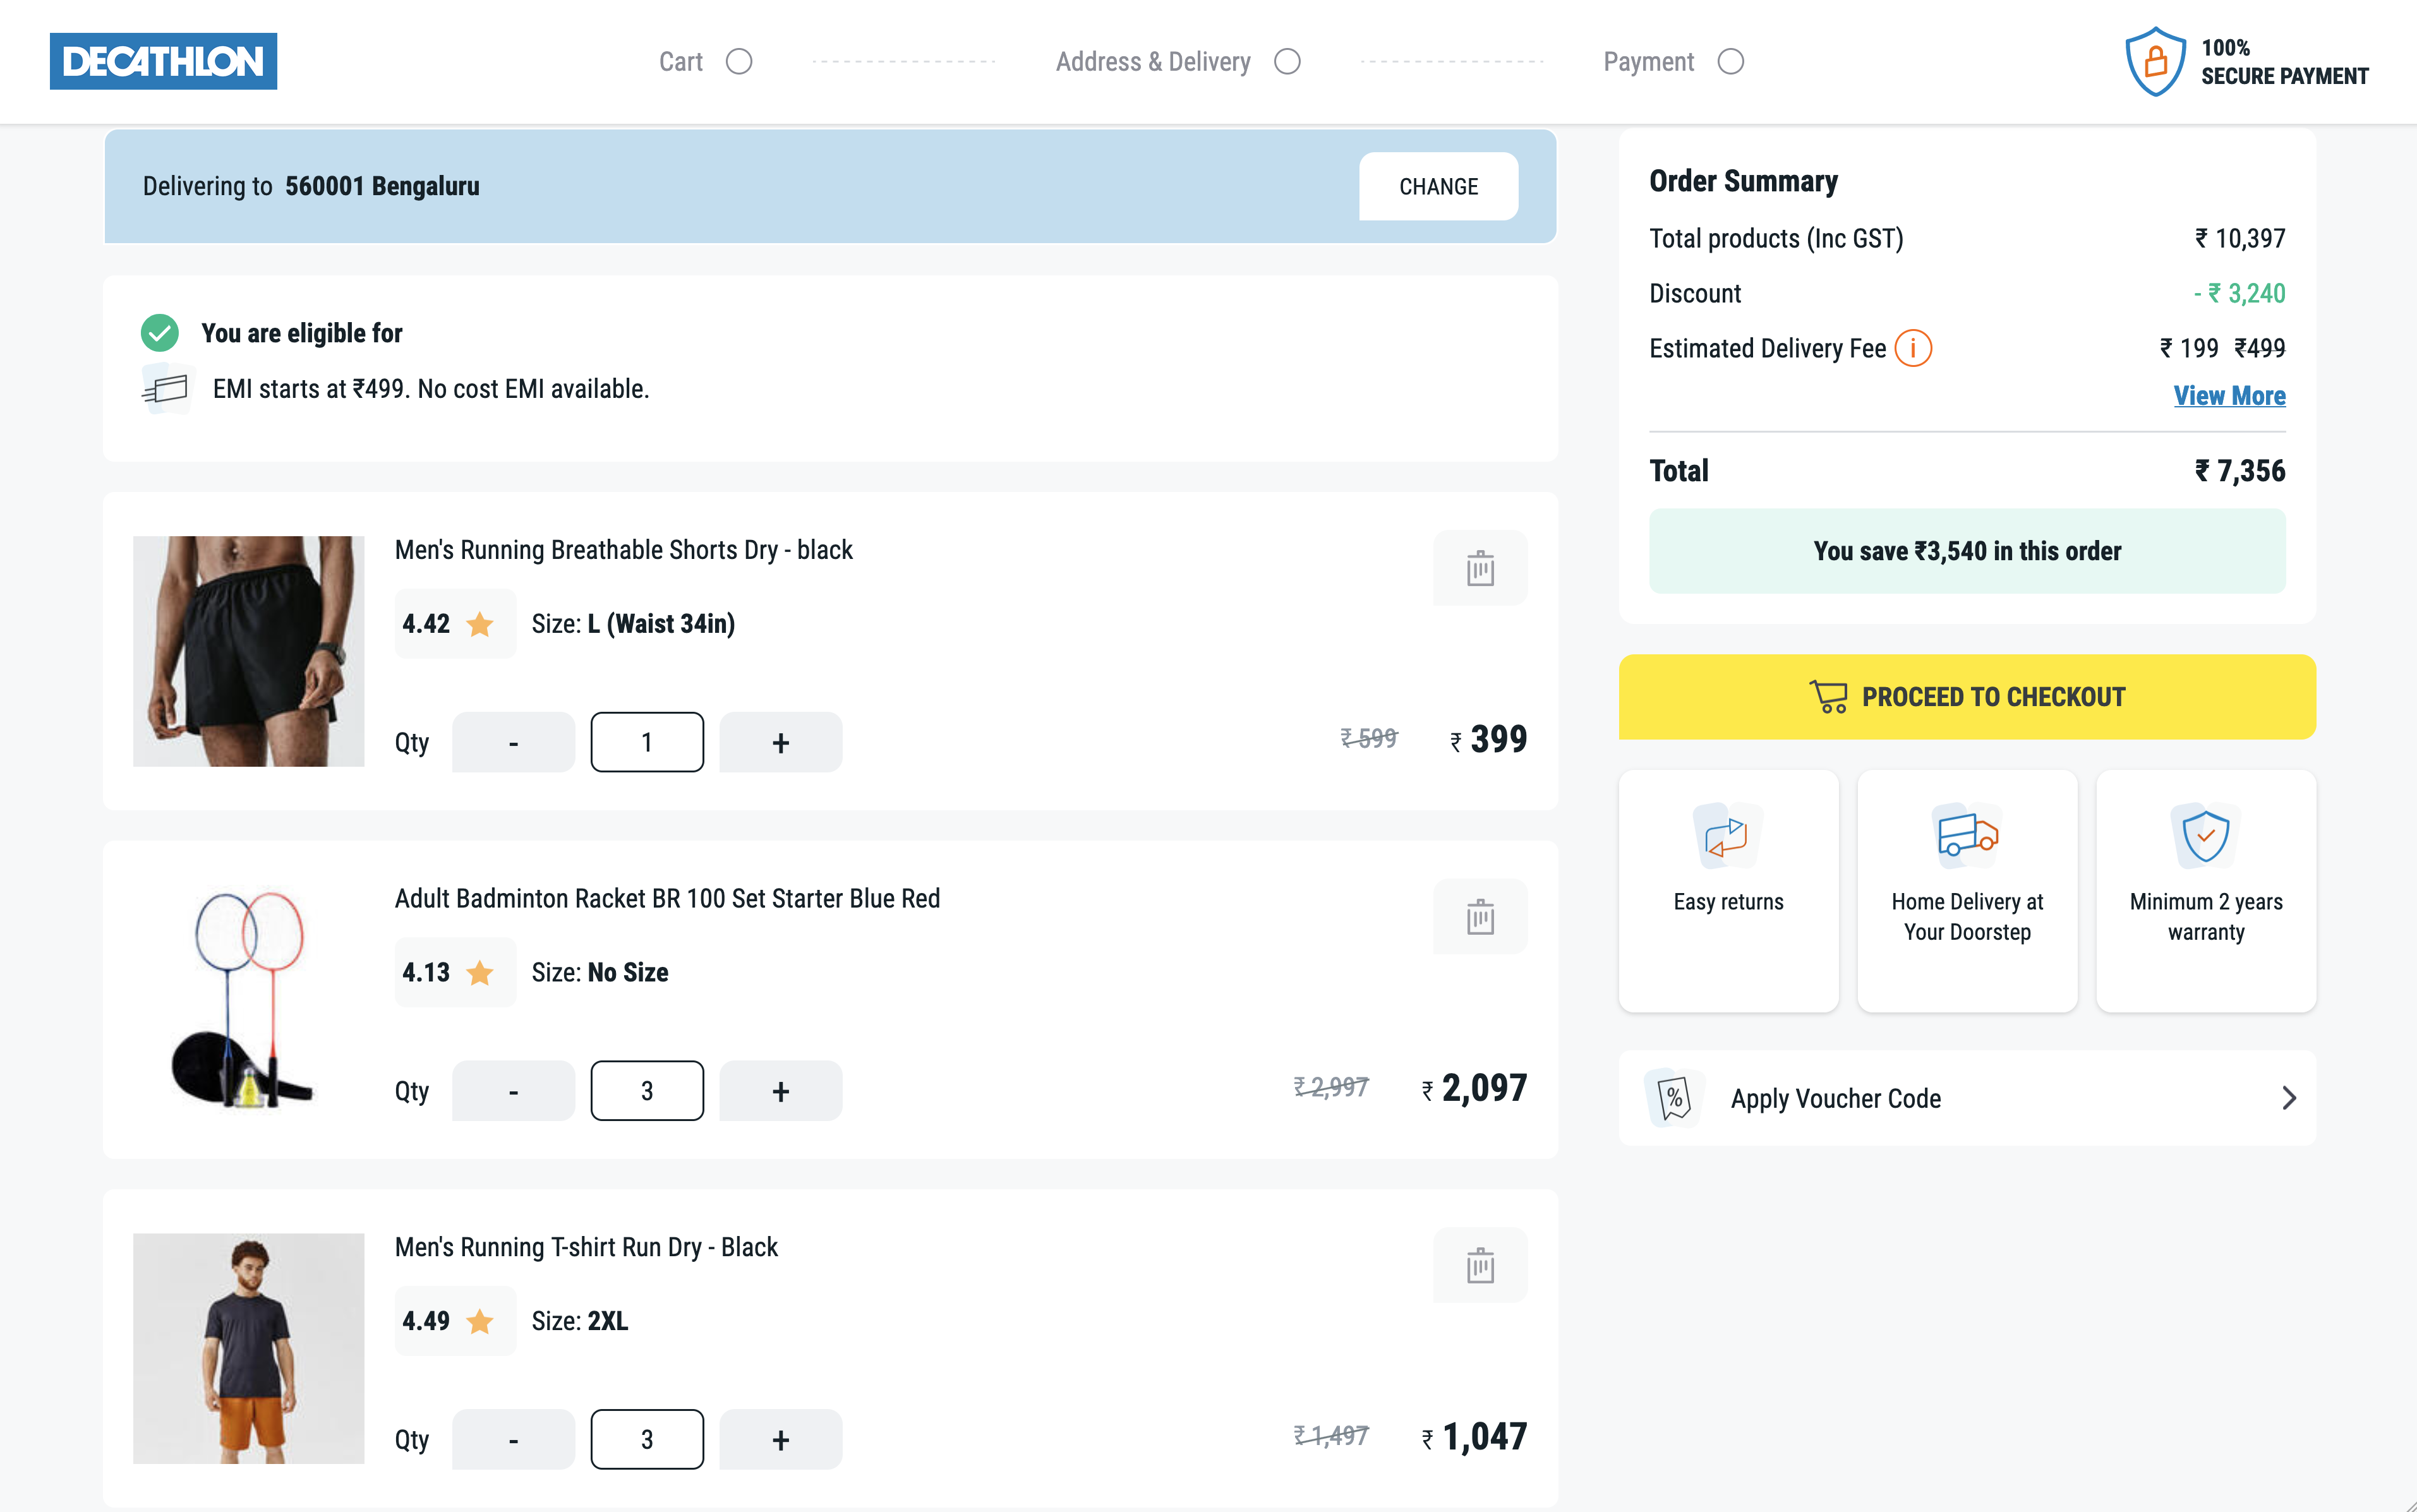 DECATHLON
Cart
Address & Delivery
Payment
100%
SECURE PAYMENT
Delivering to 560001 Bengaluru
CHANGE
You are eligible for
EMI starts at ₹499. No cost EMI available.
Men's Running Breathable Shorts Dry - black
4.42 Size: L (Waist 34in)
Qty - 1 + ₹ 599 ₹ 399
Adult Badminton Racket BR 100 Set Starter Blue Red
4.13 Size: No Size
Qty - 3 + ₹ 2,997 ₹ 2,097
Men's Running T-shirt Run Dry - Black
4.49 Size: 2XL
Qty - 3 + ₹ 1,497 ₹ 1,047
Order Summary
Total products (Inc GST) ₹ 10,397
Discount - ₹ 3,240
Estimated Delivery Fee i ₹ 199 ₹499
View More
Total ₹ 7,356
You save ₹3,540 in this order
PROCEED TO CHECKOUT
Easy returns
Home Delivery at
Your Doorstep
Minimum 2 years
warranty
% Apply Voucher Code